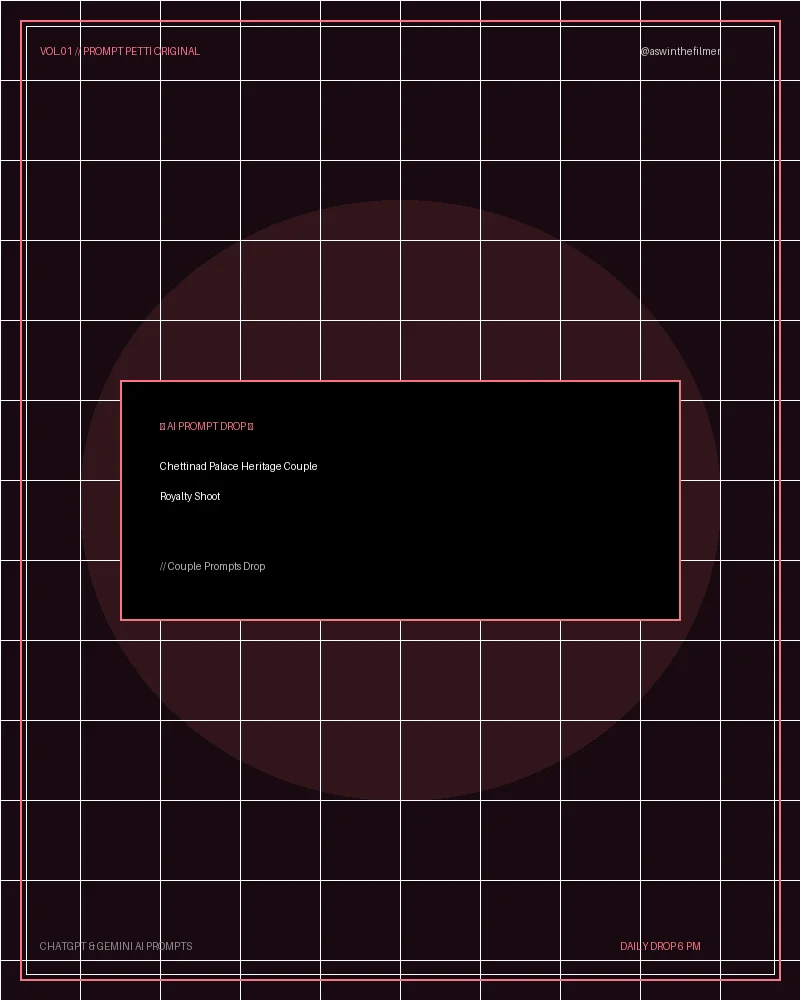 VOL.01 // PROMPT PETTI ORIGINAL
@aswinthefilmer
AI PROMPT DROP
Chettinad Palace Heritage Couple
Royalty Shoot
// Couple Prompts Drop
CHATGPT & GEMINI AI PROMPTS
DAILY DROP 6 PM